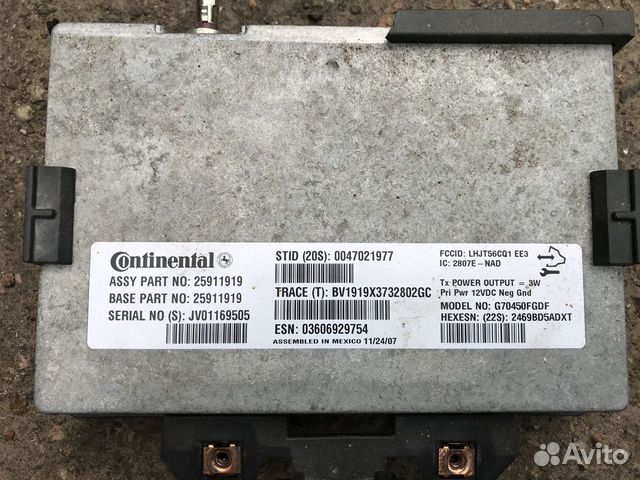 Continental
ASSY PART NO: 25911919
BASE PART NO: 25911919
SERIAL NO (S): JV01169505
STID (20S): 0047021977
TRACE (T): BV1919X3732802GC
ESN: 03606929754
ASSEMBLED IN MEXICO 11/24/07
FCCID: LHJT56CQ1 EE3
IC: 2807E-NAD
Tx POWER OUTPUT = 3W
Pri Pwr 12VDC Neg Gnd
MODEL NO: G70450FGDF
HEXESN: (22S): 2469BD5ADXT
Avito